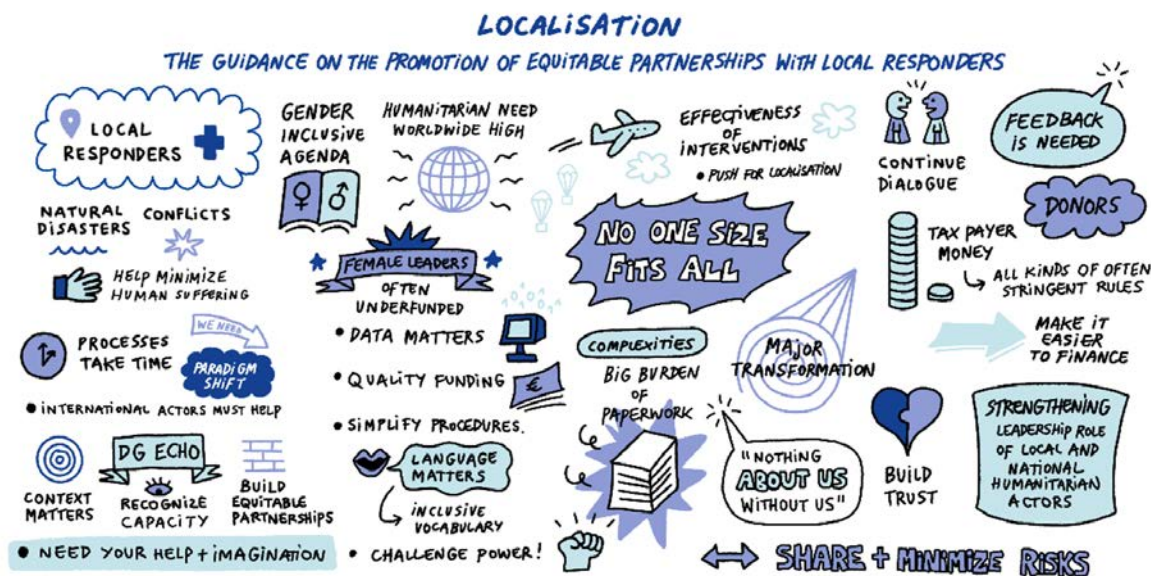 LOCALISATION
THE GUIDANCE ON THE PROMOTION OF EQUITABLE PARTNERSHIPS WITH LOCAL RESPONDERS
LOCAL
RESPONDERS
NATURAL
DISASTERS
CONFLICTS
HELP MINIMIZE
HUMAN SUFFERING
PROCESSES
TAKE TIME
WE NEED
PARADIGM
SHIFT
• INTERNATIONAL ACTORS MUST HELP
CONTEXT
MATTERS
DG ECHO
RECOGNIZE
CAPACITY
BUILD
EQUITABLE
PARTNERSHIPS
• NEED YOUR HELP + IMAGINATION
GENDER
INCLUSIVE
AGENDA
HUMANITARIAN NEED
WORLDWIDE HIGH
FEMALE LEADERS
OFTEN
UNDERFUNDED
• DATA MATTERS
• QUALITY FUNDING
€
• SIMPLIFY PROCEDURES.
LANGUAGE
MATTERS
INCLUSIVE
VOCABULARY
• CHALLENGE POWER!
EFFECTIVENESS
OF
INTERVENTIONS
• PUSH FOR LOCALISATION
NO ONE SIZE
FITS ALL
COMPLEXITIES
BIG BURDEN
OF
PAPERWORK
MAJOR
TRANSFORMATION
"NOTHING
ABOUT US
WITHOUT US"
CONTINUE
DIALOGUE
FEEDBACK
IS NEEDED
DONORS
TAX PAYER
MONEY
ALL KINDS OF OFTEN
STRINGENT RULES
MAKE IT
EASIER
TO FINANCE
BUILD
TRUST
STRENGTHENING
LEADERSHIP ROLE
OF LOCAL AND
NATIONAL
HUMANITARIAN
ACTORS
SHARE + MINIMIZE RISKS